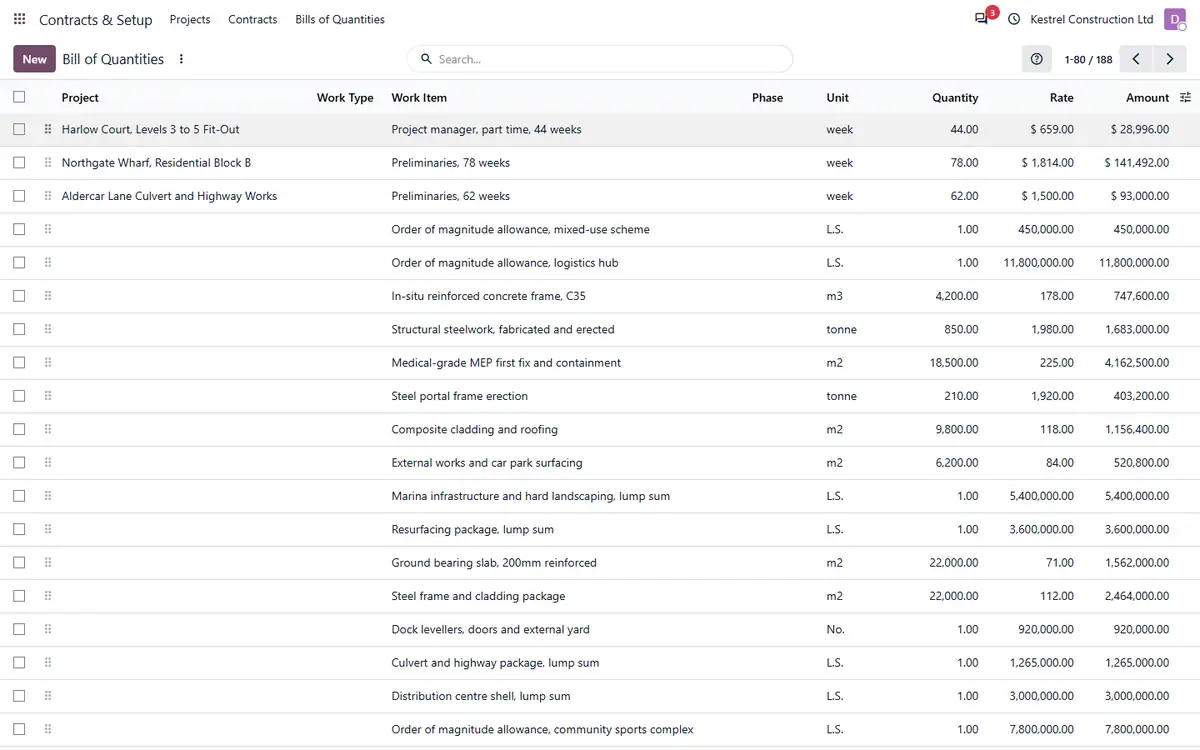 Contracts & Setup Projects Contracts Bills of Quantities 3 Kestrel Construction Ltd D
New Bill of Quantities Search... 1-80 / 188
Project Work Type Work Item Phase Unit Quantity Rate Amount
Harlow Court, Levels 3 to 5 Fit-Out Project manager, part time, 44 weeks week 44.00 $ 659.00 $ 28,996.00
Northgate Wharf, Residential Block B Preliminaries, 78 weeks week 78.00 $ 1,814.00 $ 141,492.00
Aldercar Lane Culvert and Highway Works Preliminaries, 62 weeks week 62.00 $ 1,500.00 $ 93,000.00
Order of magnitude allowance, mixed-use scheme L.S. 1.00 450,000.00 450,000.00
Order of magnitude allowance, logistics hub L.S. 1.00 11,800,000.00 11,800,000.00
In-situ reinforced concrete frame, C35 m3 4,200.00 178.00 747,600.00
Structural steelwork, fabricated and erected tonne 850.00 1,980.00 1,683,000.00
Medical-grade MEP first fix and containment m2 18,500.00 225.00 4,162,500.00
Steel portal frame erection tonne 210.00 1,920.00 403,200.00
Composite cladding and roofing m2 9,800.00 118.00 1,156,400.00
External works and car park surfacing m2 6,200.00 84.00 520,800.00
Marina infrastructure and hard landscaping, lump sum L.S. 1.00 5,400,000.00 5,400,000.00
Resurfacing package, lump sum L.S. 1.00 3,600,000.00 3,600,000.00
Ground bearing slab, 200mm reinforced m2 22,000.00 71.00 1,562,000.00
Steel frame and cladding package m2 22,000.00 112.00 2,464,000.00
Dock levellers, doors and external yard No. 1.00 920,000.00 920,000.00
Culvert and highway package, lump sum L.S. 1.00 1,265,000.00 1,265,000.00
Distribution centre shell, lump sum L.S. 1.00 3,000,000.00 3,000,000.00
Order of magnitude allowance, community sports complex L.S. 1.00 7,800,000.00 7,800,000.00